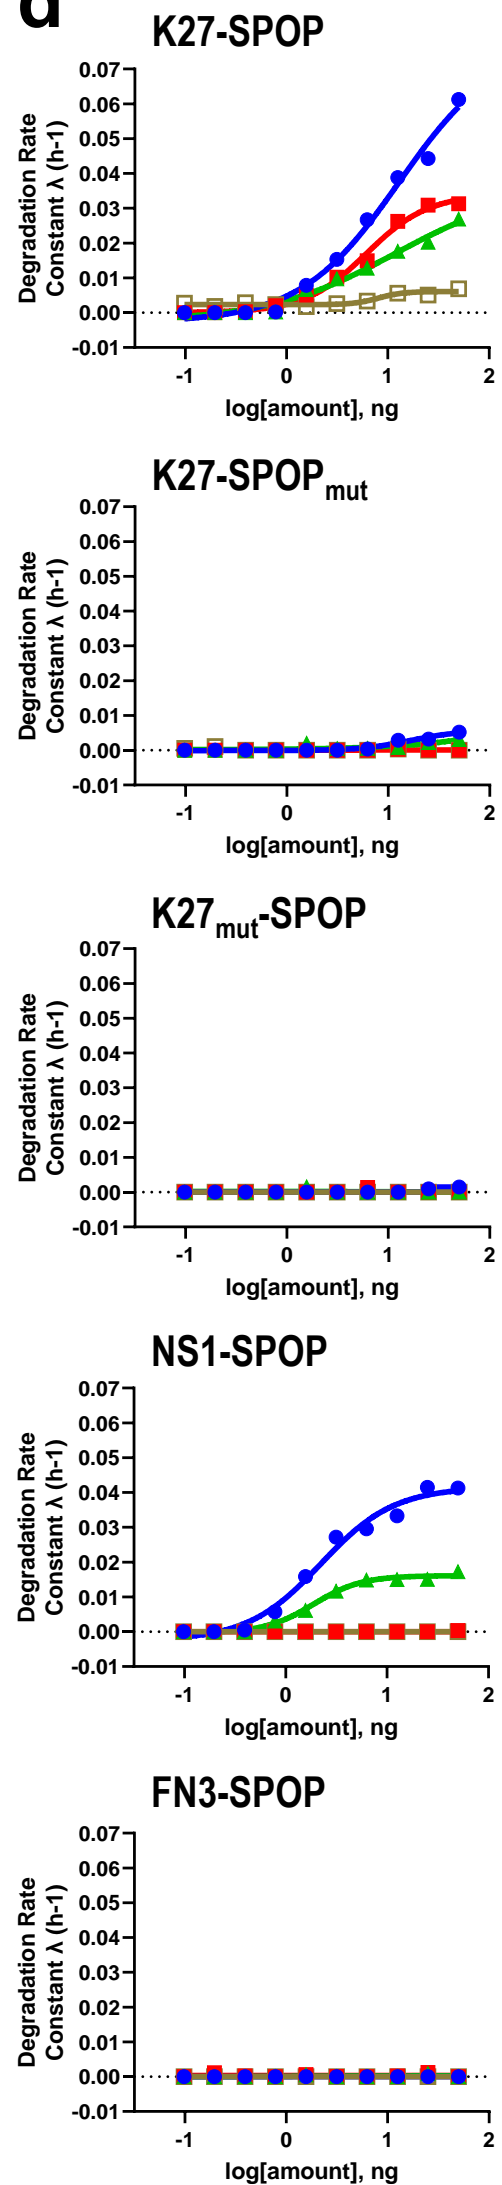 d
K27-SPOP
Degradation Rate
Constant λ (h-1)
0.07
0.06
0.05
0.04
0.03
0.02
0.01
0.00
-0.01
-1 0 1 2
log[amount], ng
K27-SPOPmut
Degradation Rate
Constant λ (h-1)
0.07
0.06
0.05
0.04
0.03
0.02
0.01
0.00
-0.01
-1 0 1 2
log[amount], ng
K27mut-SPOP
Degradation Rate
Constant λ (h-1)
0.07
0.06
0.05
0.04
0.03
0.02
0.01
0.00
-0.01
-1 0 1 2
log[amount], ng
NS1-SPOP
Degradation Rate
Constant λ (h-1)
0.07
0.06
0.05
0.04
0.03
0.02
0.01
0.00
-0.01
-1 0 1 2
log[amount], ng
FN3-SPOP
Degradation Rate
Constant λ (h-1)
0.07
0.06
0.05
0.04
0.03
0.02
0.01
0.00
-0.01
-1 0 1 2
log[amount], ng